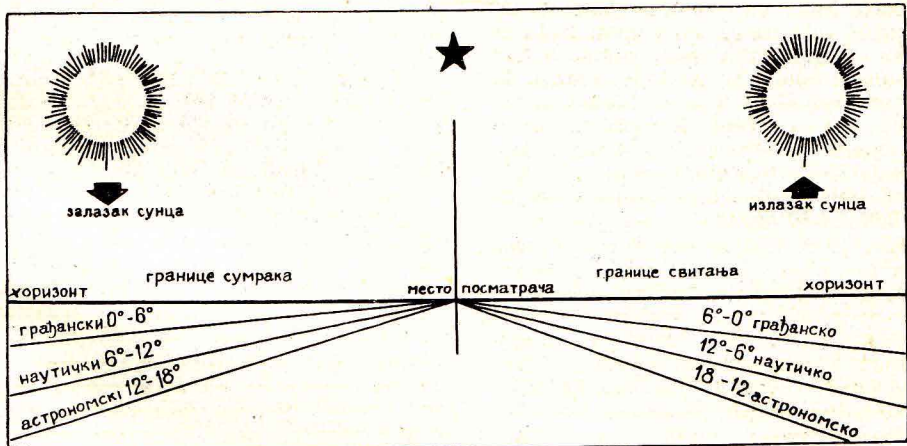 залазак сунца
излазак сунца
границе сумрака
границе свитања
хоризонт
место посматрача
хоризонт
грађански 0°-6°
6°-0° грађанско
наутички 6°-12°
12°-6° наутичко
астрономскі 12°-18°
18-12 астрономско